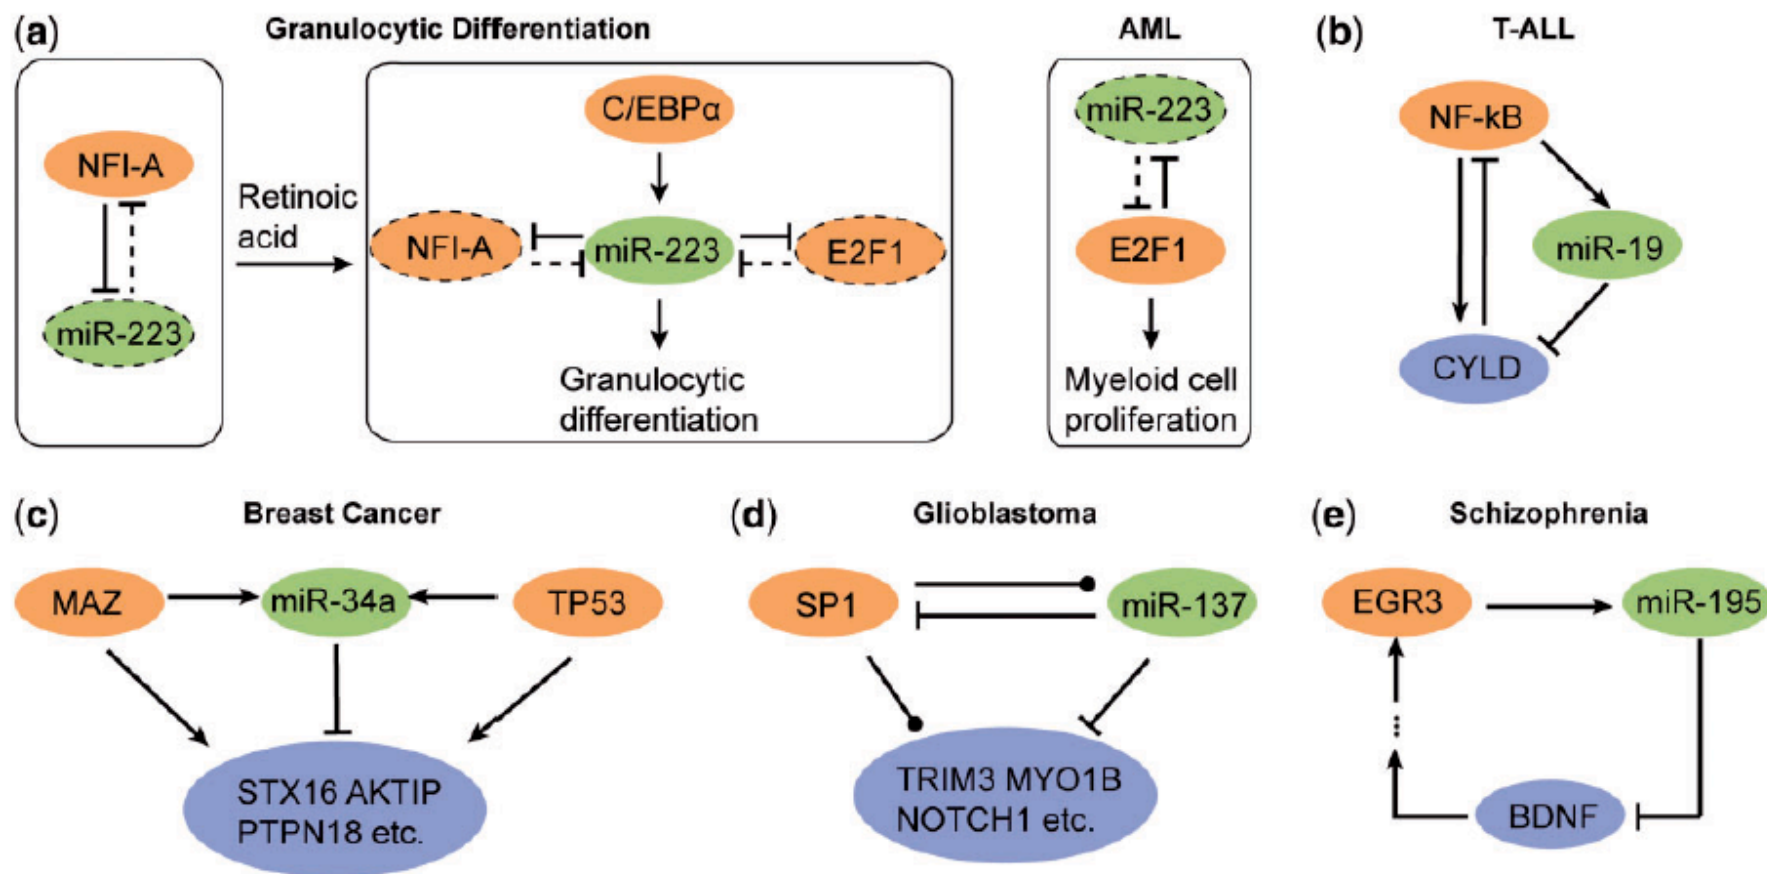 (a)
Granulocytic Differentiation
AML
(b)
T-ALL
NFI-A
miR-223
Retinoic
acid
C/EBPα
NFI-A
miR-223
E2F1
Granulocytic
differentiation
miR-223
E2F1
Myeloid cell
proliferation
NF-kB
miR-19
CYLD
(c)
Breast Cancer
(d)
Glioblastoma
(e)
Schizophrenia
MAZ
miR-34a
TP53
STX16 AKTIP
PTPN18 etc.
SP1
miR-137
TRIM3 MYO1B
NOTCH1 etc.
EGR3
miR-195
BDNF